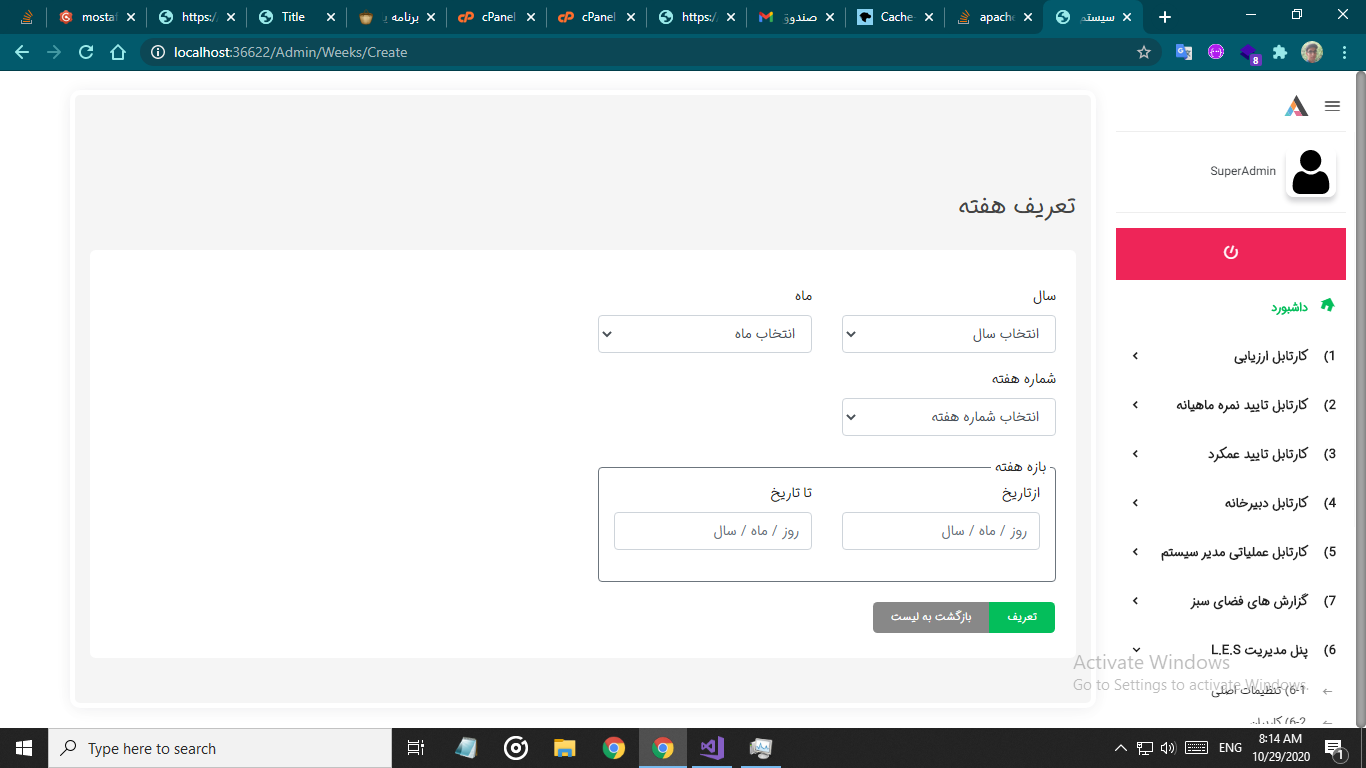 mostaf
https:/
Title
برنامه
cPanel
cPanel
https:/
صندوق
Cache-
apache
سیستم
localhost:36622/Admin/Weeks/Create
8
SuperAdmin
داشبورد
1) کارتابل ارزیابی
2) کارتابل تایید نمره ماهیانه
3) کارتابل تایید عمکرد
4) کارتابل دبیرخانه
5) کارتابل عملیاتی مدیر سیستم
7) گزارش های فضای سبز
6) پنل مدیریت L.E.S
6-1) تنظیمات اصلی
6-2) کاربران
تعریف هفته
سال
ماه
انتخاب سال
انتخاب ماه
شماره هفته
انتخاب شماره هفته
بازه هفته
ازتاریخ
تا تاریخ
روز / ماه / سال
روز / ماه / سال
تعریف
بازگشت به لیست
Activate Windows
Go to Settings to activate Windows.
Type here to search
ENG
8:14 AM
10/29/2020
1